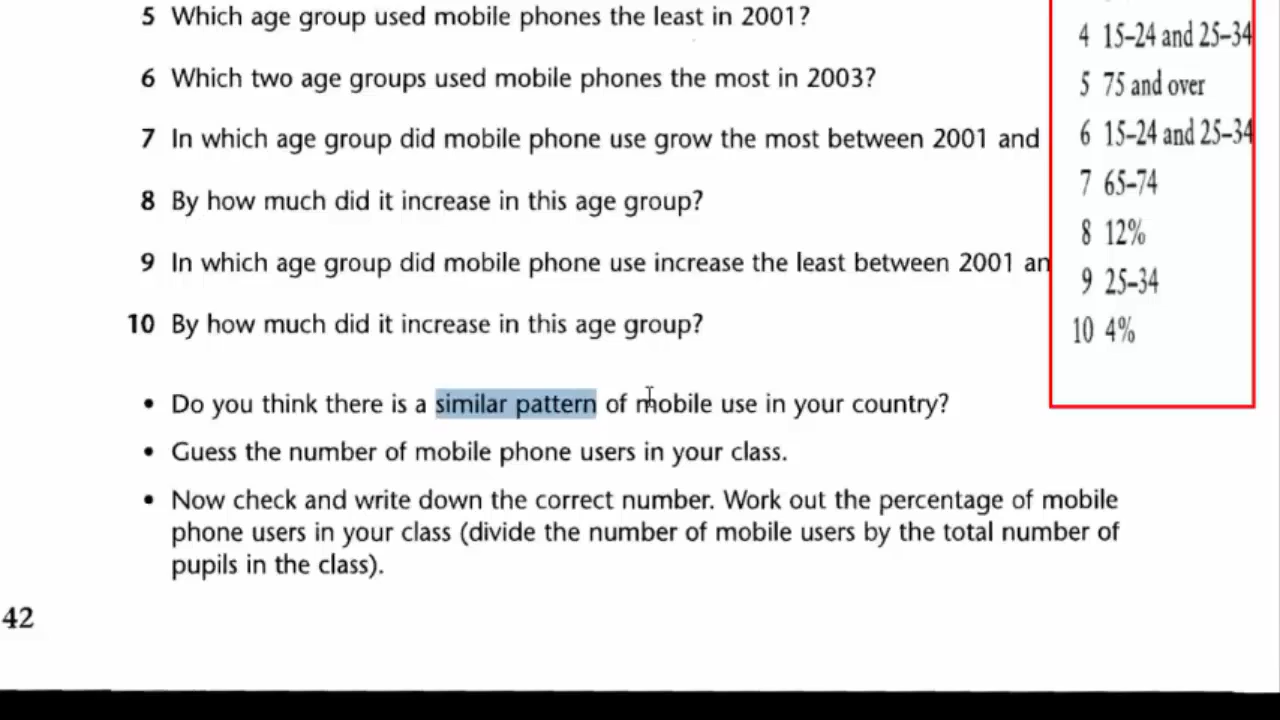 5 Which age group used mobile phones the least in 2001?
6 Which two age groups used mobile phones the most in 2003?
7 In which age group did mobile phone use grow the most between 2001 and
8 By how much did it increase in this age group?
9 In which age group did mobile phone use increase the least between 2001 an
10 By how much did it increase in this age group?
• Do you think there is a similar pattern of mobile use in your country?
• Guess the number of mobile phone users in your class.
• Now check and write down the correct number. Work out the percentage of mobile
phone users in your class (divide the number of mobile users by the total number of
pupils in the class).
42
4 15–24 and 25–34
5 75 and over
6 15–24 and 25–34
7 65–74
8 12%
9 25–34
10 4%